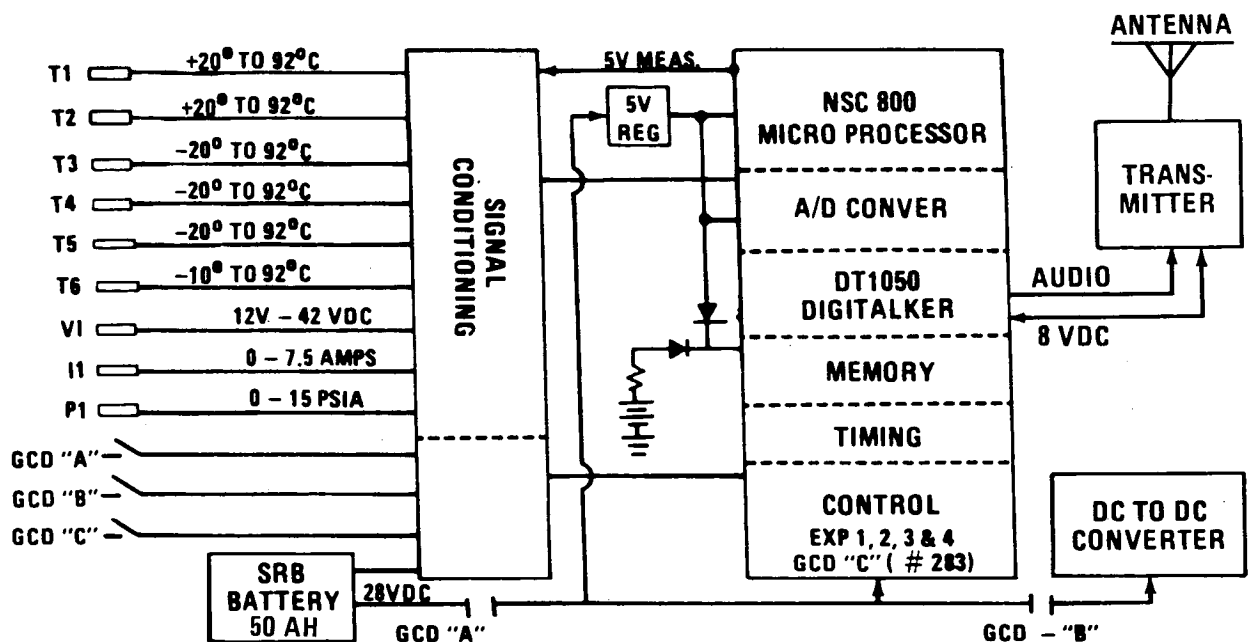 T1 +20° TO 92°C
T2 +20° TO 92°C
T3 -20° TO 92°C
T4 -20° TO 92°C
T5 -20° TO 92°C
T6 -10° TO 92°C
V1 12V - 42 VDC
I1 0 - 7.5 AMPS
P1 0 - 15 PSIA
GCD "A"
GCD "B"
GCD "C"
SRB
BATTERY
50 AH
28VDC
GCD "A"
SIGNAL
CONDITIONING
5V MEAS.
5V
REG
NSC 800
MICRO PROCESSOR
A/D CONVER
DT1050
DIGITALKER
MEMORY
TIMING
CONTROL
EXP 1, 2, 3 & 4
GCD "C" ( # 283)
ANTENNA
TRANS-
MITTER
AUDIO
8 VDC
DC TO DC
CONVERTER
GCD - "B"